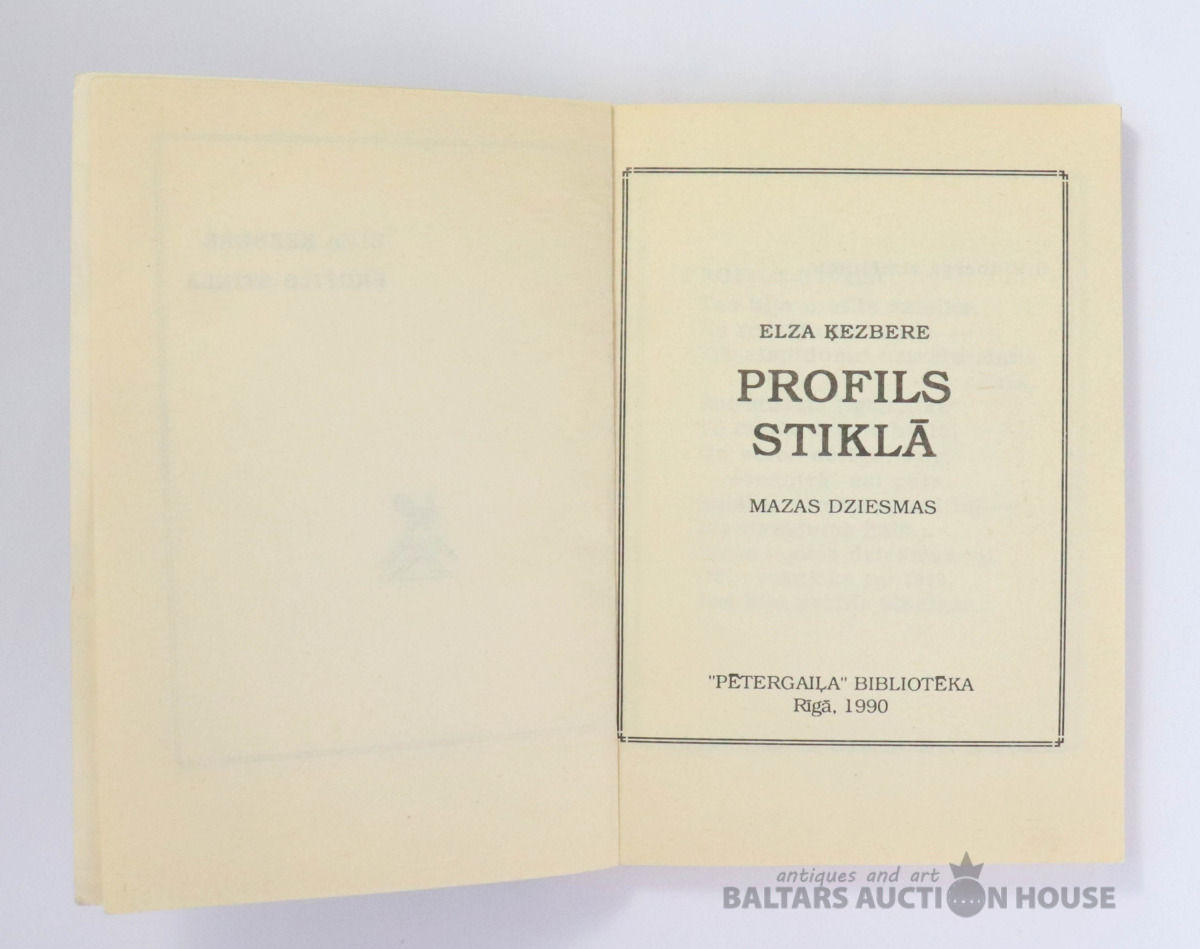 ELZA ĶEZBERE
PROFILS
STIKLĀ
MAZAS DZIESMAS
"PĒTERGAIĻA" BIBLIOTĒKA
Rīgā, 1990
antiques and art
BALTARS AUCTION HOUSE